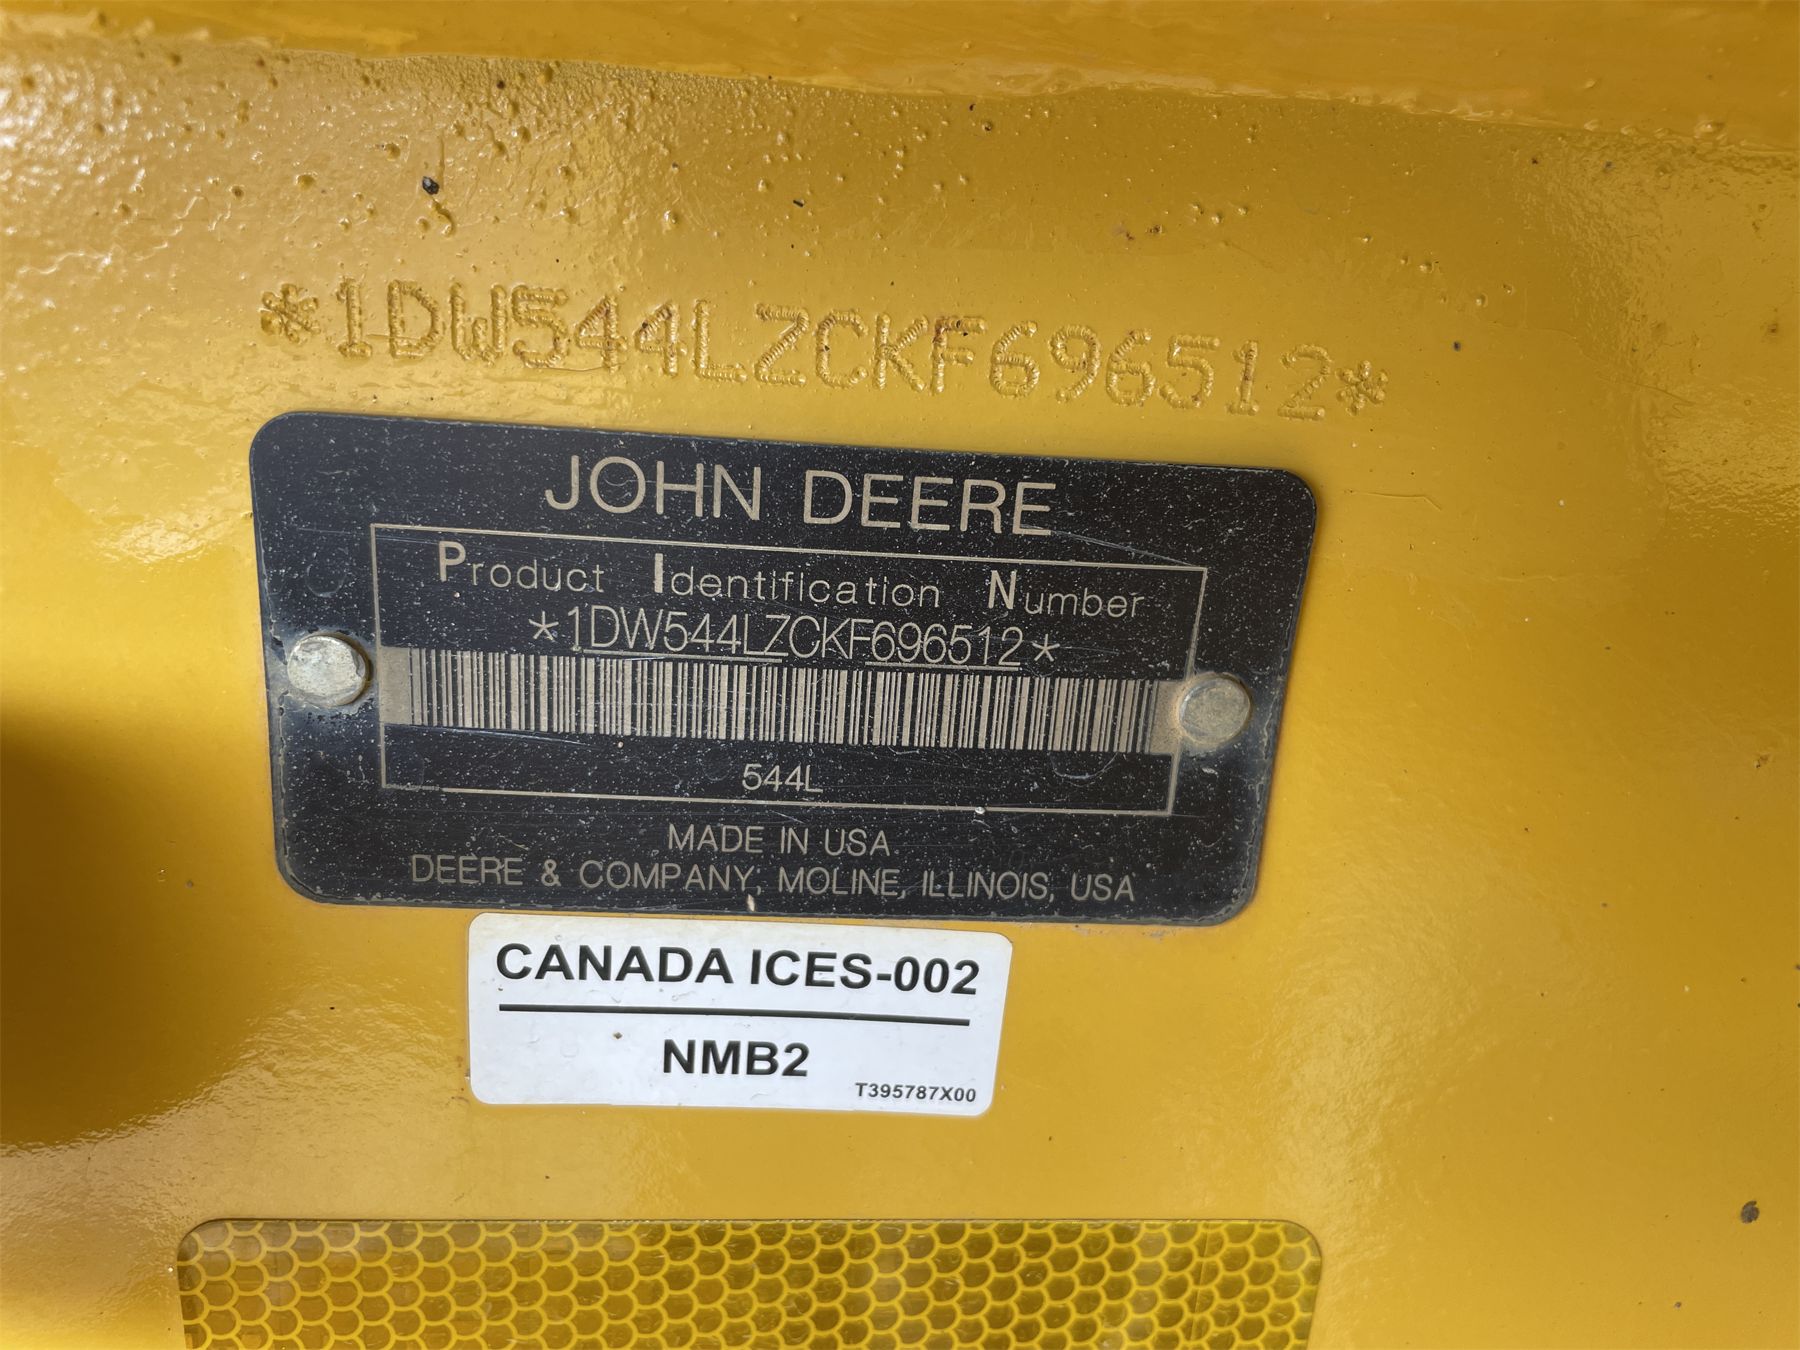 *1DW544LZCKF696512*
JOHN DEERE
Product Identification Number
*1DW544LZCKF696512*
544L
MADE IN USA
DEERE & COMPANY, MOLINE, ILLINOIS, USA
CANADA ICES-002
NMB2
T395787X00